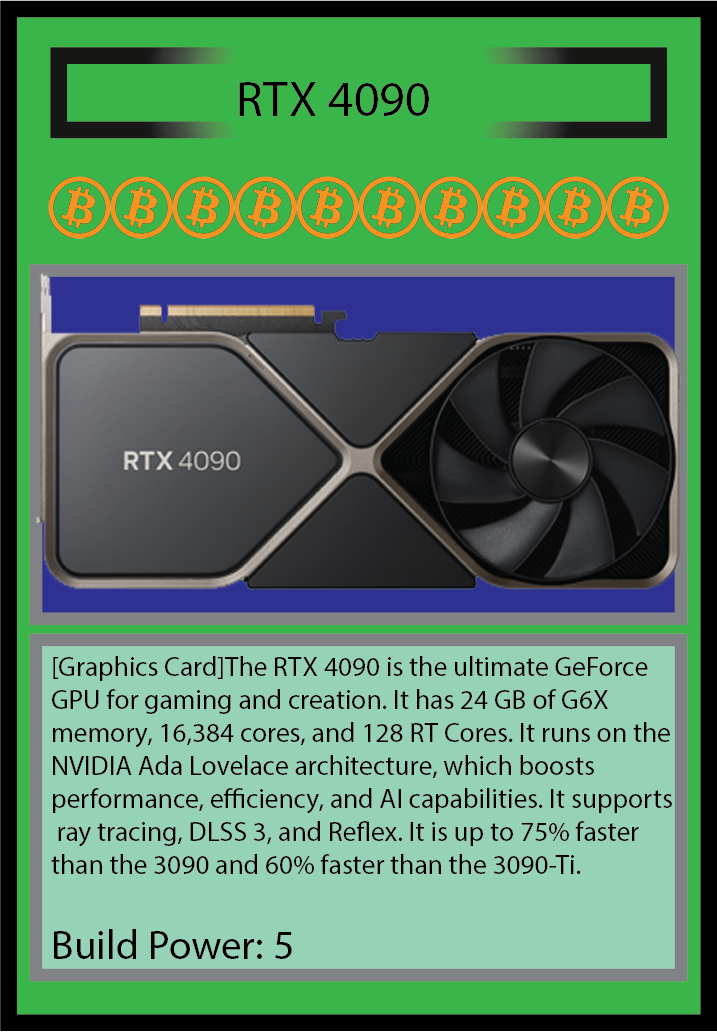 RTX 4090
RTX 4090
[Graphics Card]The RTX 4090 is the ultimate GeForce
GPU for gaming and creation. It has 24 GB of G6X
memory, 16,384 cores, and 128 RT Cores. It runs on the
NVIDIA Ada Lovelace architecture, which boosts
performance, efficiency, and AI capabilities. It supports
ray tracing, DLSS 3, and Reflex. It is up to 75% faster
than the 3090 and 60% faster than the 3090-Ti.
Build Power: 5